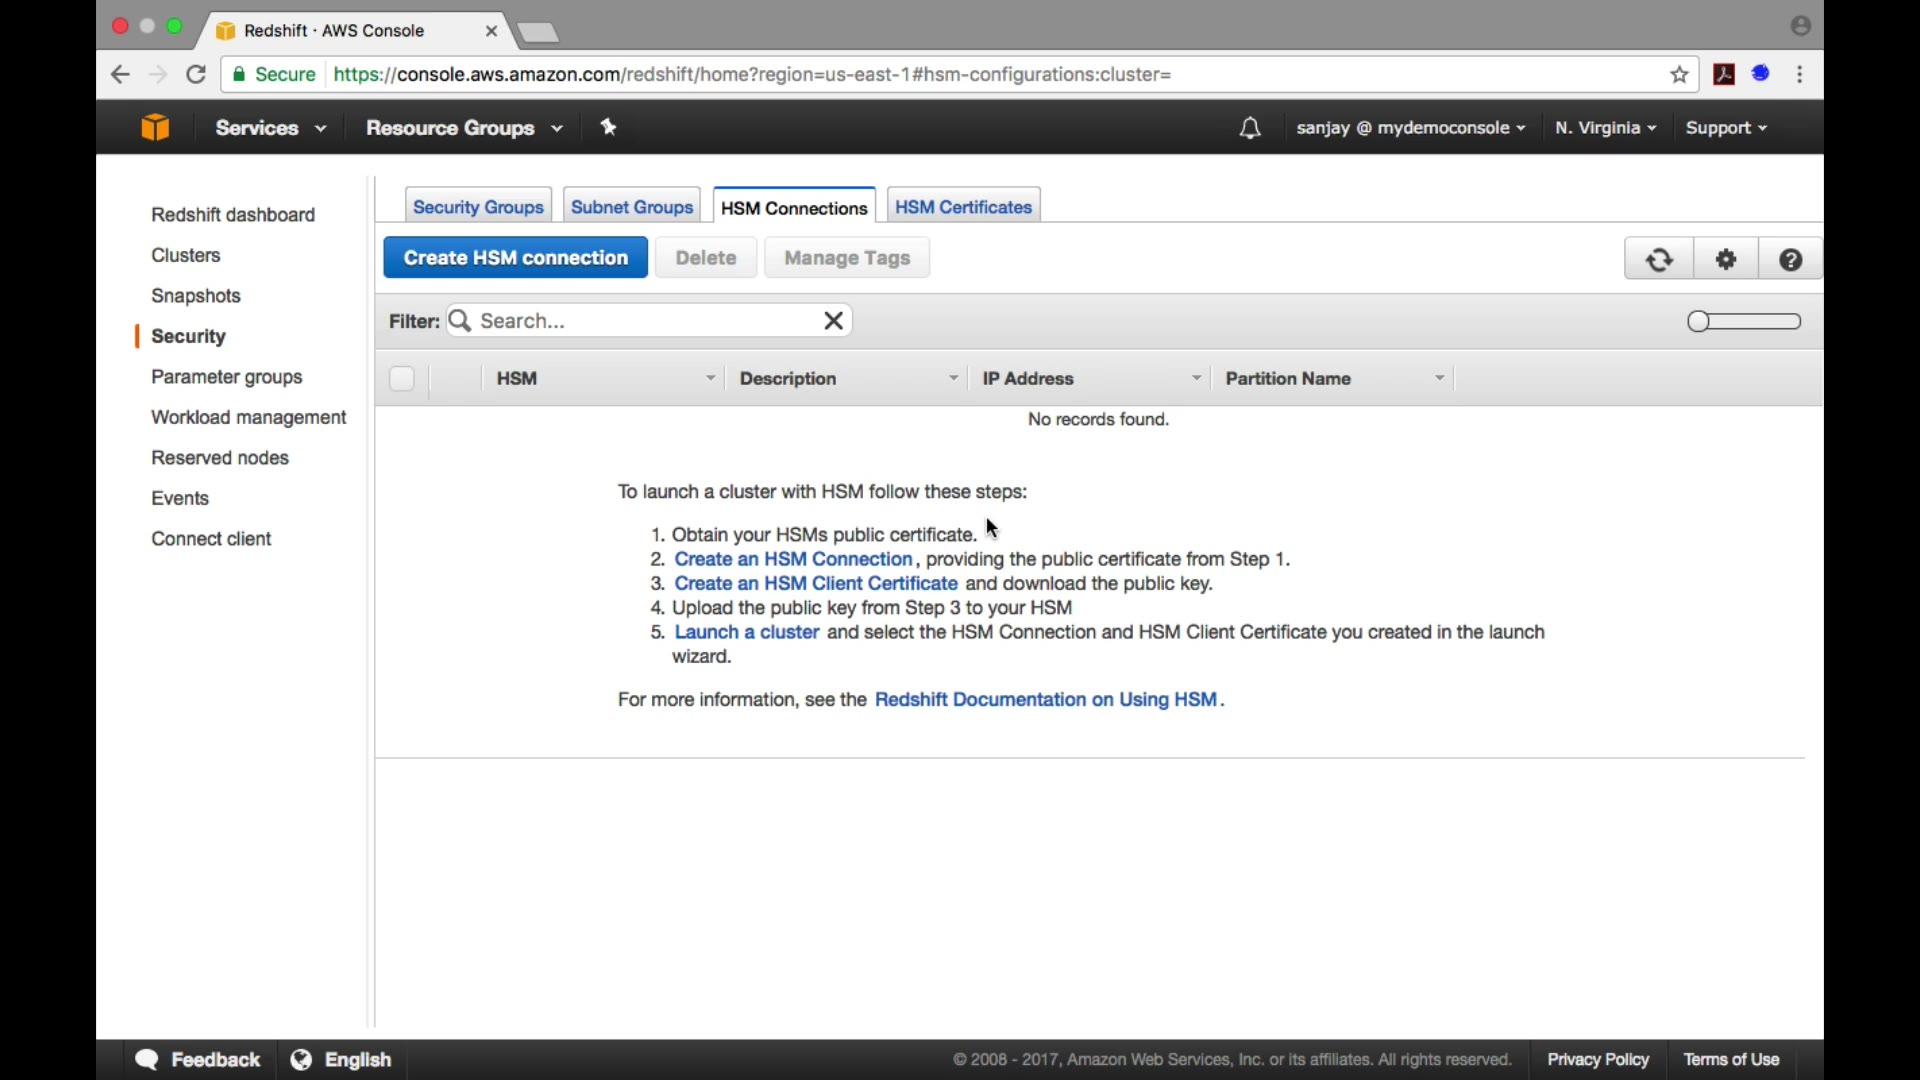 Redshift · AWS Console
Secure https://console.aws.amazon.com/redshift/home?region=us-east-1#hsm-configurations:cluster=
Services Resource Groups sanjay @ mydemoconsole N. Virginia Support
Redshift dashboard
Clusters
Snapshots
Security
Parameter groups
Workload management
Reserved nodes
Events
Connect client
Security Groups Subnet Groups HSM Connections HSM Certificates
Create HSM connection Delete Manage Tags
Filter: Search...
HSM Description IP Address Partition Name
No records found.
To launch a cluster with HSM follow these steps:
1. Obtain your HSMs public certificate.
2. Create an HSM Connection, providing the public certificate from Step 1.
3. Create an HSM Client Certificate and download the public key.
4. Upload the public key from Step 3 to your HSM
5. Launch a cluster and select the HSM Connection and HSM Client Certificate you created in the launch
wizard.
For more information, see the Redshift Documentation on Using HSM.
Feedback English © 2008 - 2017, Amazon Web Services, Inc. or its affiliates. All rights reserved. Privacy Policy Terms of Use